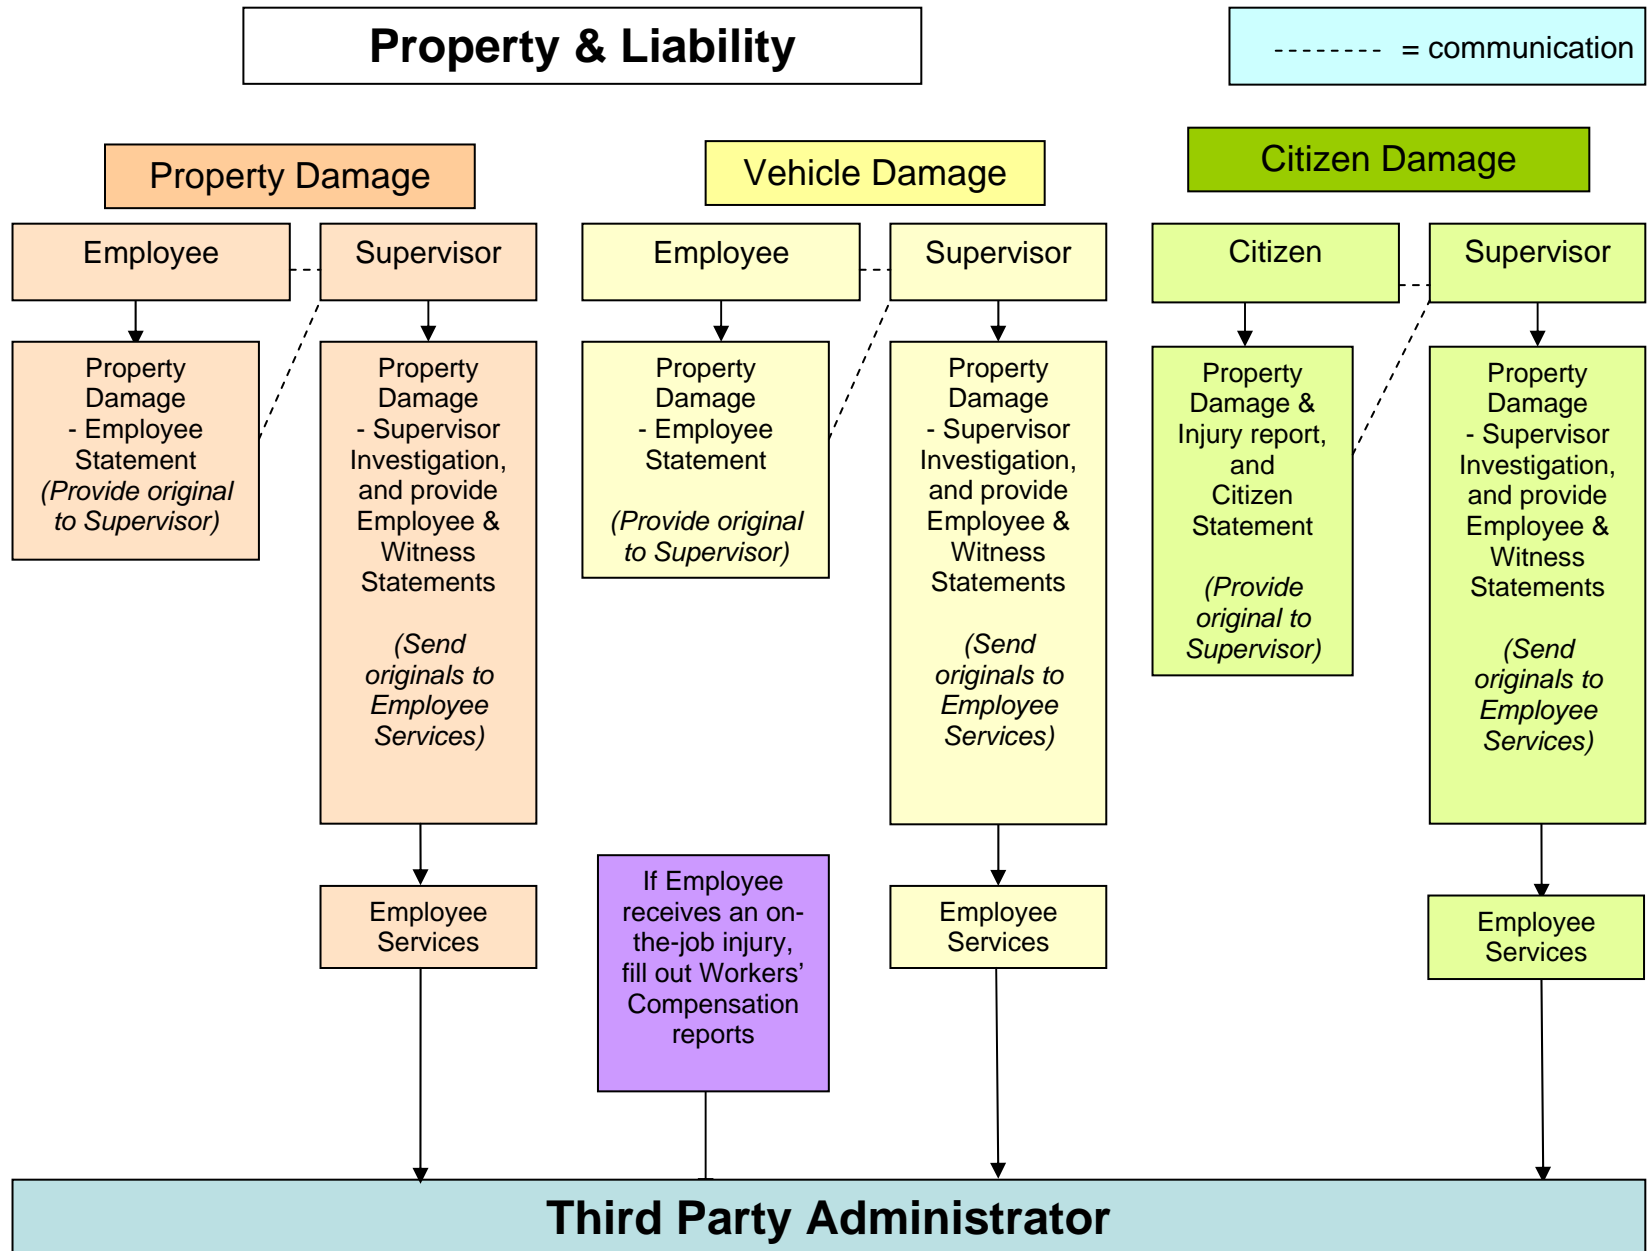 Property & Liability
-------- = communication
Property Damage
Vehicle Damage
Citizen Damage
Employee
Supervisor
Employee
Supervisor
Citizen
Supervisor
Property
Damage
- Employee
Statement
(Provide original
to Supervisor)
Property
Damage
- Supervisor
Investigation,
and provide
Employee &
Witness
Statements
(Send
originals to
Employee
Services)
Property
Damage
- Employee
Statement
(Provide original
to Supervisor)
Property
Damage
- Supervisor
Investigation,
and provide
Employee &
Witness
Statements
(Send
originals to
Employee
Services)
Property
Damage &
Injury report,
and
Citizen
Statement
(Provide
original to
Supervisor)
Property
Damage
- Supervisor
Investigation,
and provide
Employee &
Witness
Statements
(Send
originals to
Employee
Services)
Employee
Services
If Employee
receives an on-
the-job injury,
fill out Workers’
Compensation
reports
Employee
Services
Employee
Services
Third Party Administrator